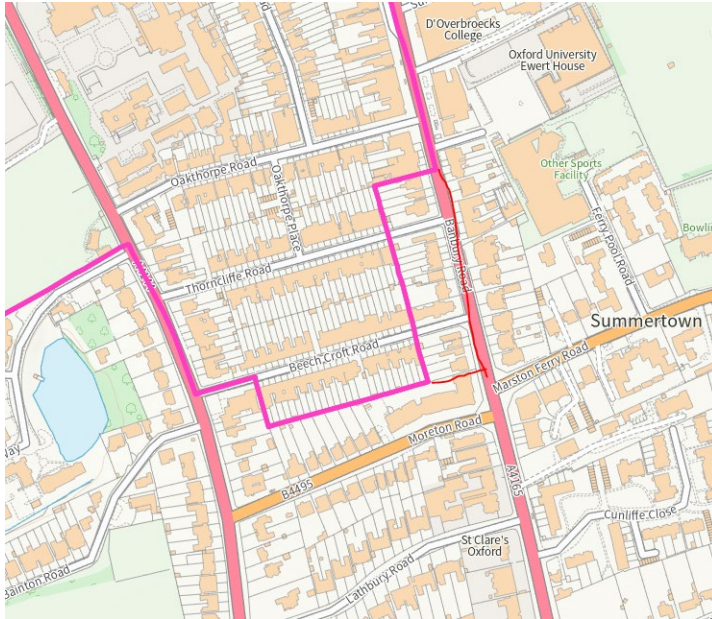 D'Overbroecks
College
Oxford University
Ewert House
Other Sports
Facility
Oakthorpe Road
Oakthorpe Place
Ferry Pool Road
Banbury Road
Thorncliffe Road
Summertown
Beech Croft Road
Marston Ferry Road
Moreton Road
B4495
A4165
Cunliffe Close
St Clare's
Oxford
Lathbury Road
Bainton Road